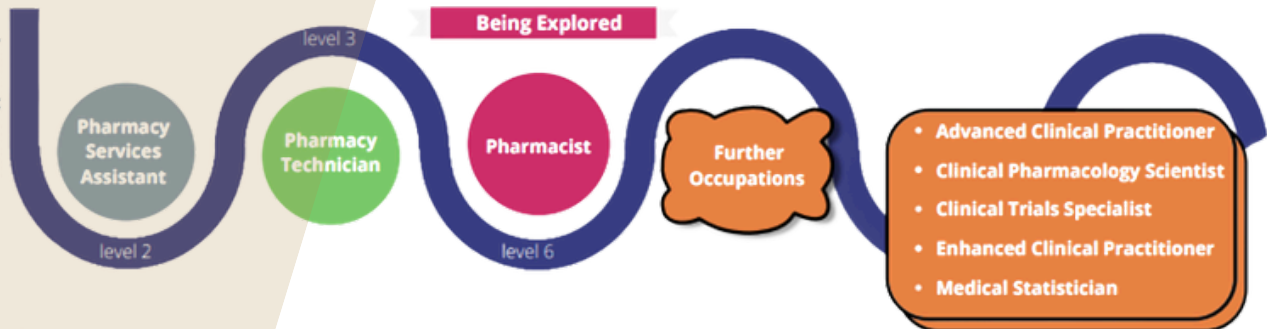 level 3
Being Explored
Pharmacy
Services
Assistant
Pharmacy
Technician
Pharmacist
Further
Occupations
• Advanced Clinical Practitioner
• Clinical Pharmacology Scientist
• Clinical Trials Specialist
• Enhanced Clinical Practitioner
• Medical Statistician
level 2
level 6